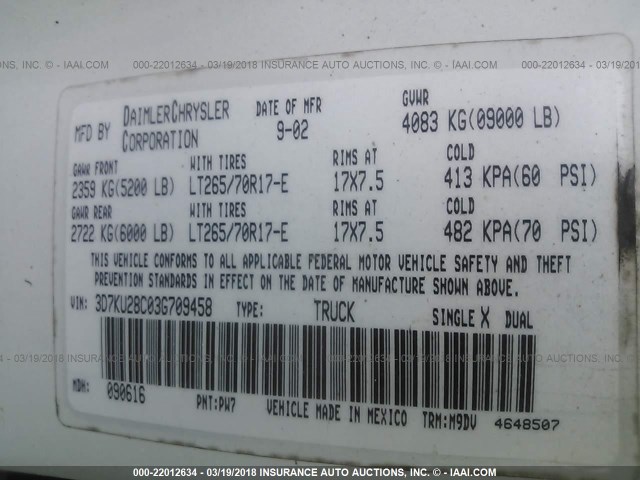 AUCTIONS, INC. - IAAI.COM 000-22012634 - 03/19/2018 INSURANCE AUTO AUCTIONS, INC. - IAAI.COM 000-22012634 - 03/19/2018
MFD BY DAIMLERCHRYSLER CORPORATION DATE OF MFR 9-02 GVWR 4083 KG(09000 LB)
GAWR FRONT WITH TIRES RIMS AT COLD
2359 KG(5200 LB) LT265/70R17-E 17X7.5 413 KPA(60 PSI)
GAWR REAR WITH TIRES RIMS AT COLD
2722 KG(6000 LB) LT265/70R17-E 17X7.5 482 KPA(70 PSI)
THIS VEHICLE CONFORMS TO ALL APPLICABLE FEDERAL MOTOR VEHICLE SAFETY AND THEFT
PREVENTION STANDARDS IN EFFECT ON THE DATE OF MANUFACTURE SHOWN ABOVE.
VIN: 3D7KU28C03G709458 TYPE: TRUCK SINGLE X DUAL
MDH: 090616 PNT:PW7 VEHICLE MADE IN MEXICO TRM:M9DV 4648507
000-22012634 - 03/19/2018 INSURANCE AUTO AUCTIONS, INC. - IAAI.COM